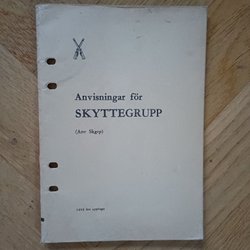 Anvisningar för
SKYTTEGRUPP
(Anv Skgrp)